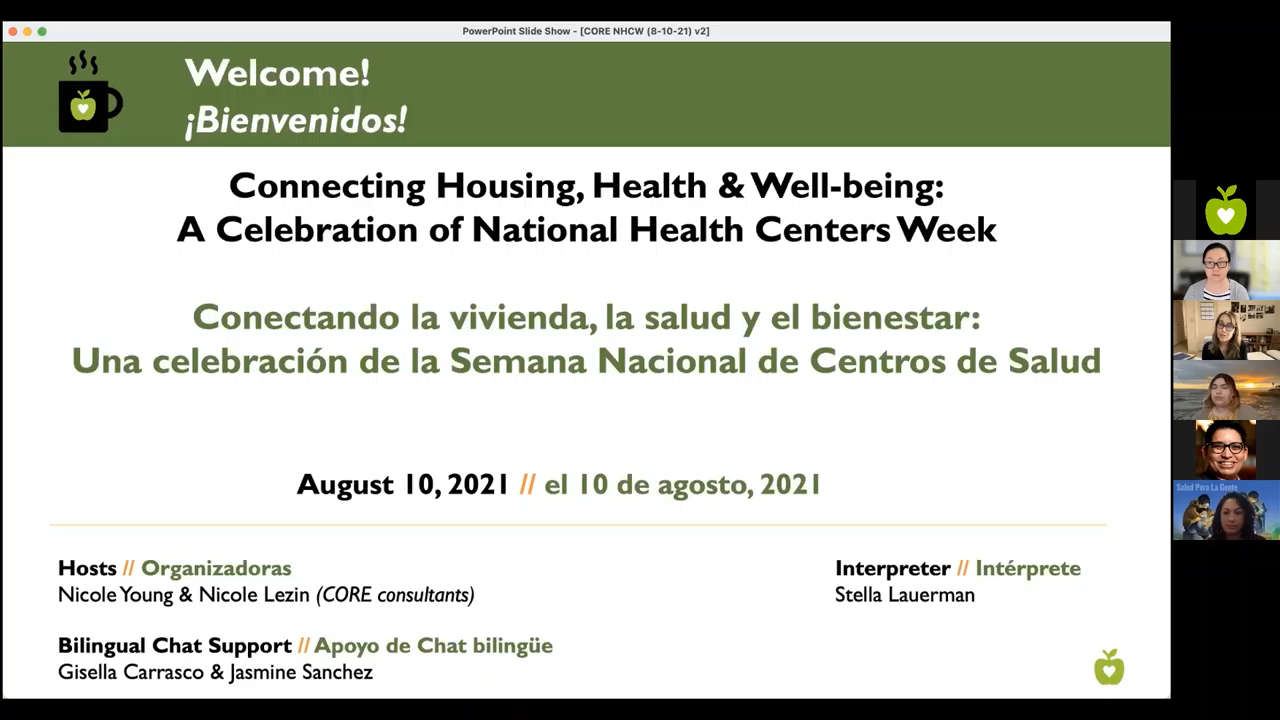 PowerPoint Slide Show - [CORE NHCW (8-10-21) v2]
Welcome!
¡Bienvenidos!
Connecting Housing, Health & Well-being:
A Celebration of National Health Centers Week
Conectando la vivienda, la salud y el bienestar:
Una celebración de la Semana Nacional de Centros de Salud
August 10, 2021 // el 10 de agosto, 2021
Hosts // Organizadoras
Nicole Young & Nicole Lezin (CORE consultants)
Interpreter // Intérprete
Stella Lauerman
Bilingual Chat Support // Apoyo de Chat bilingüe
Gisella Carrasco & Jasmine Sanchez
Salud Para La Gente